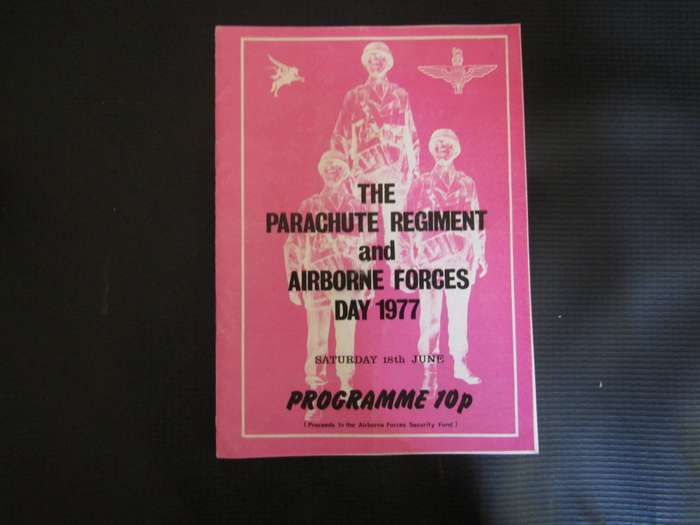 THE
PARACHUTE REGIMENT
and
AIRBORNE FORCES
DAY 1977
SATURDAY 18th JUNE
PROGRAMME 10p
(Proceeds to the Airborne Forces Security Fund)